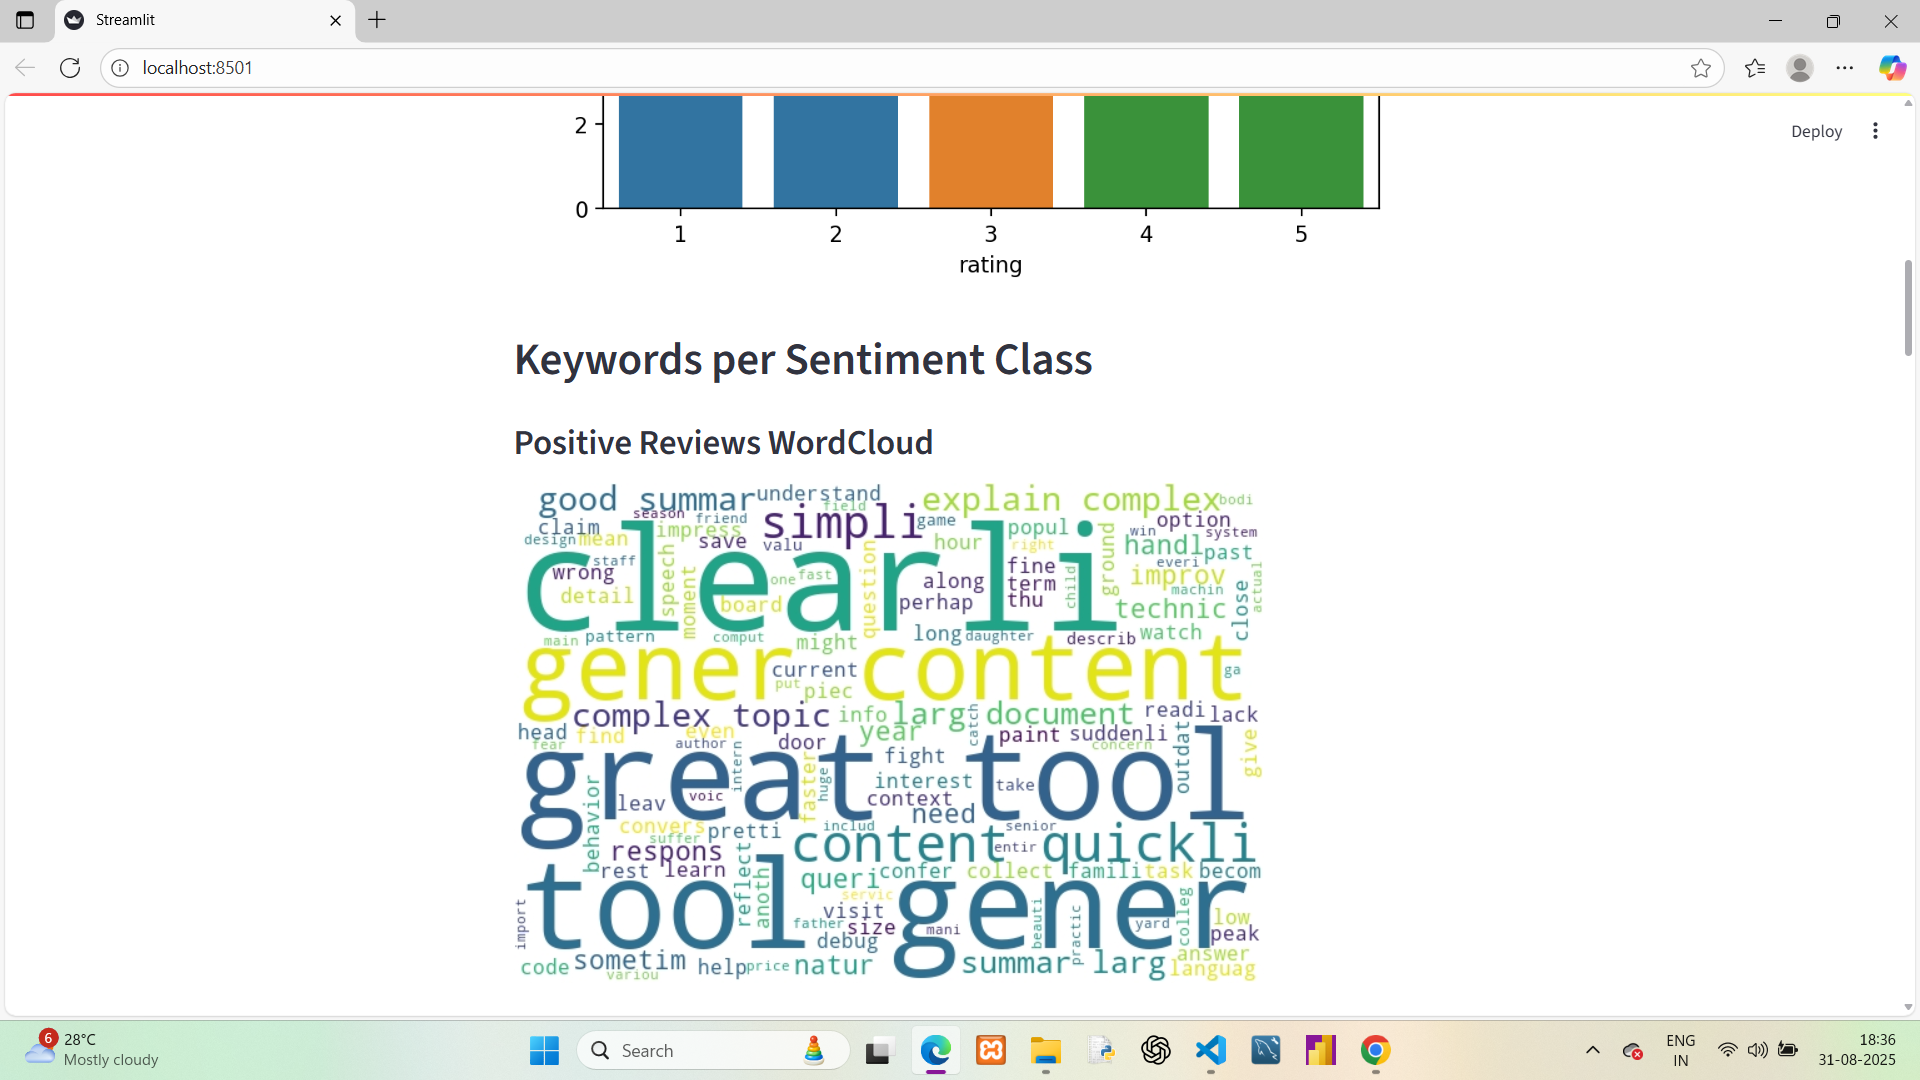 Streamlit
localhost:8501
Deploy
2
0
1 2 3 4 5
rating
Keywords per Sentiment Class
Positive Reviews WordCloud
good summar understand explain complex bodi
season friend field simpli game popul win option system
claim impress save valu hour right handl past
design mean clearli ground everi
staff speech question fine improv close actual
wrong one fast along term child machin
detail moment board perhap thu technic
main pattern comput might long daughter describ watch
gener current content ga
put piec
complex topic info larg catch document readi lack
head find even year paint suddenli
fear author door concern outdat give
great intern fight tool
behavior huge faster interest take
leav voic context need
convers suffer pretti includ senior
respons content entir quickli
rest learn reflect anoth queri confer collect famili task becom
tool servic gener colleg
import visit beauti practic yard low
father size mani peak
debug answer
code sometim help price natur summar larg languag
variou
6
28°C
Mostly cloudy
Search
ENG
IN
18:36
31-08-2025